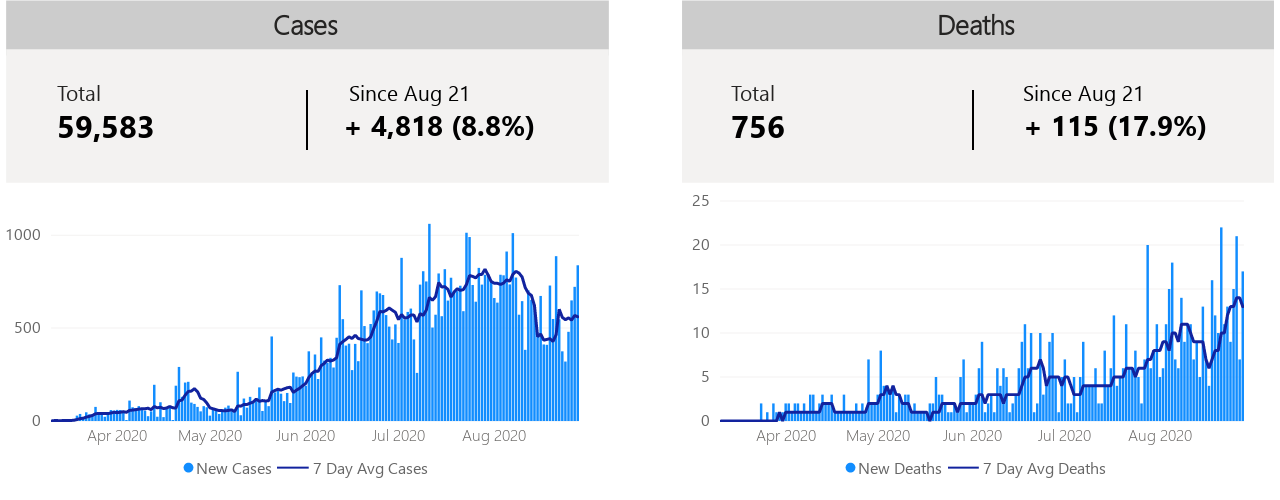 Cases
Total
59,583
Since Aug 21
+ 4,818 (8.8%)
1000
500
0
Apr 2020 May 2020 Jun 2020 Jul 2020 Aug 2020
New Cases 7 Day Avg Cases
Deaths
Total
756
Since Aug 21
+ 115 (17.9%)
25
20
15
10
5
0
Apr 2020 May 2020 Jun 2020 Jul 2020 Aug 2020
New Deaths 7 Day Avg Deaths